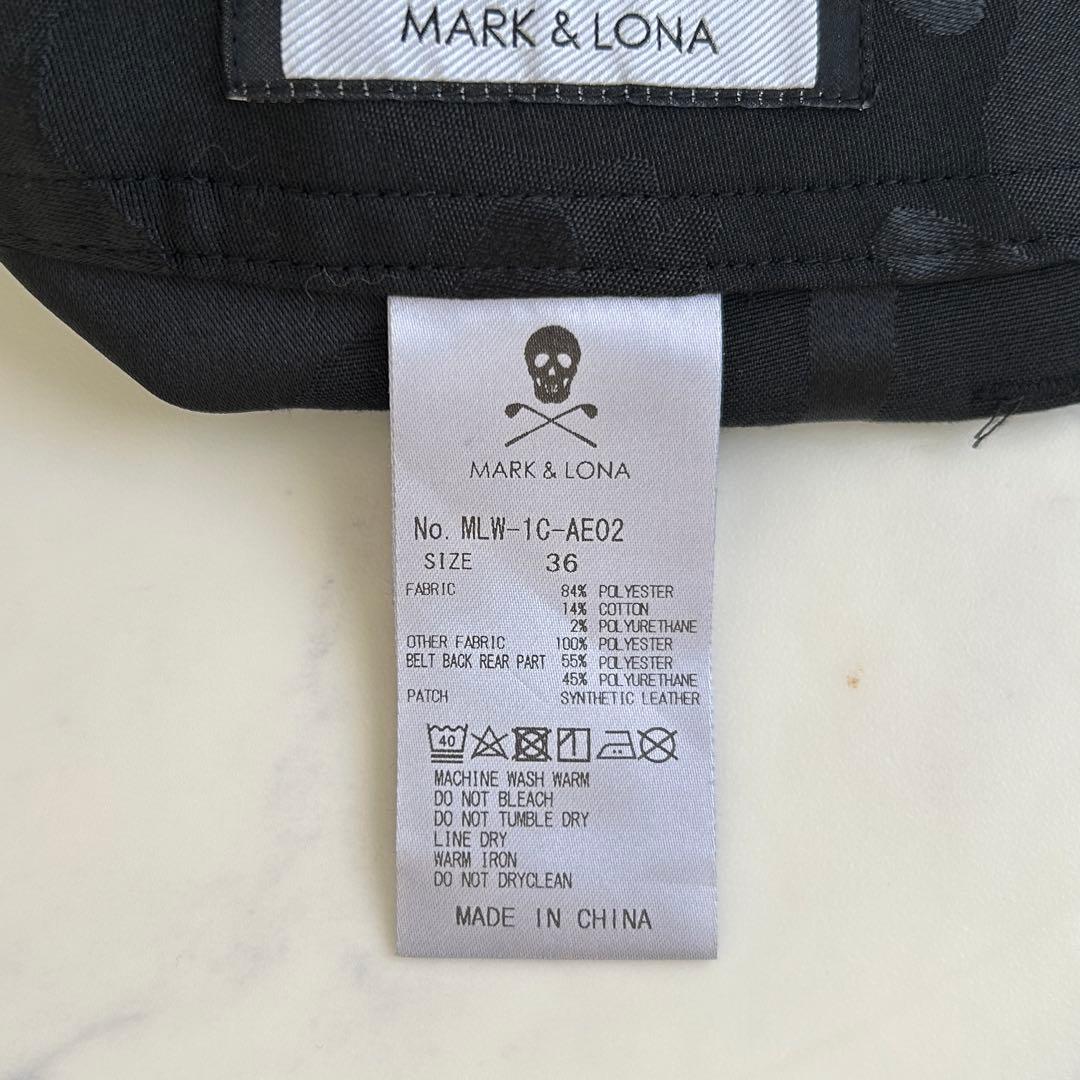 MARK & LONA
MARK & LONA
No. MLW-1C-AE02
SIZE 36
FABRIC 84% POLYESTER
14% COTTON
2% POLYURETHANE
OTHER FABRIC 100% POLYESTER
BELT BACK REAR PART 55% POLYESTER
45% POLYURETHANE
PATCH SYNTHETIC LEATHER
40
MACHINE WASH WARM
DO NOT BLEACH
DO NOT TUMBLE DRY
LINE DRY
WARM IRON
DO NOT DRYCLEAN
MADE IN CHINA